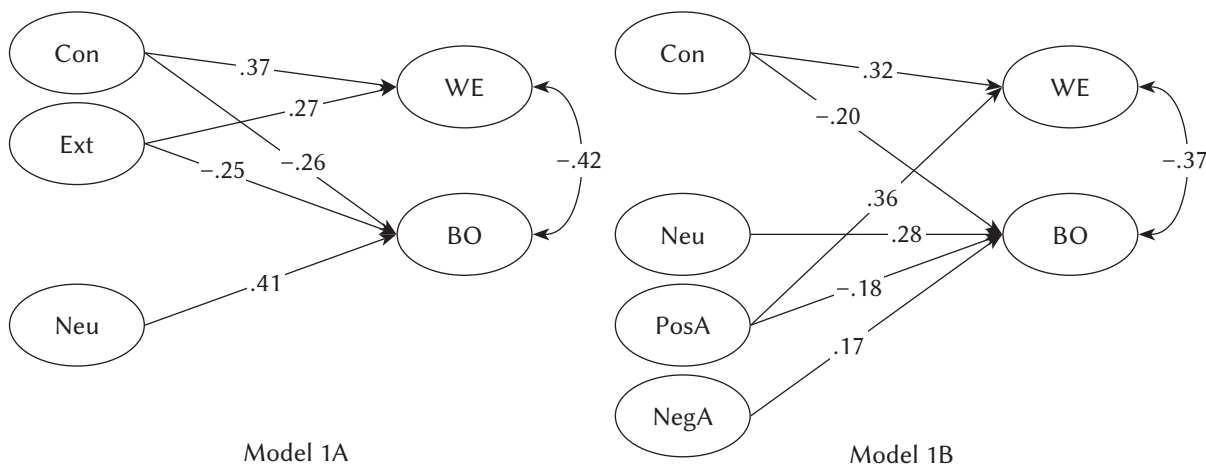 Con
Ext
Neu
WE
BO
.37
.27
−.26
−.25
.41
−.42
Model 1A
Con
Neu
PosA
NegA
WE
BO
.32
−.20
.36
.28
−.18
.17
−.37
Model 1B